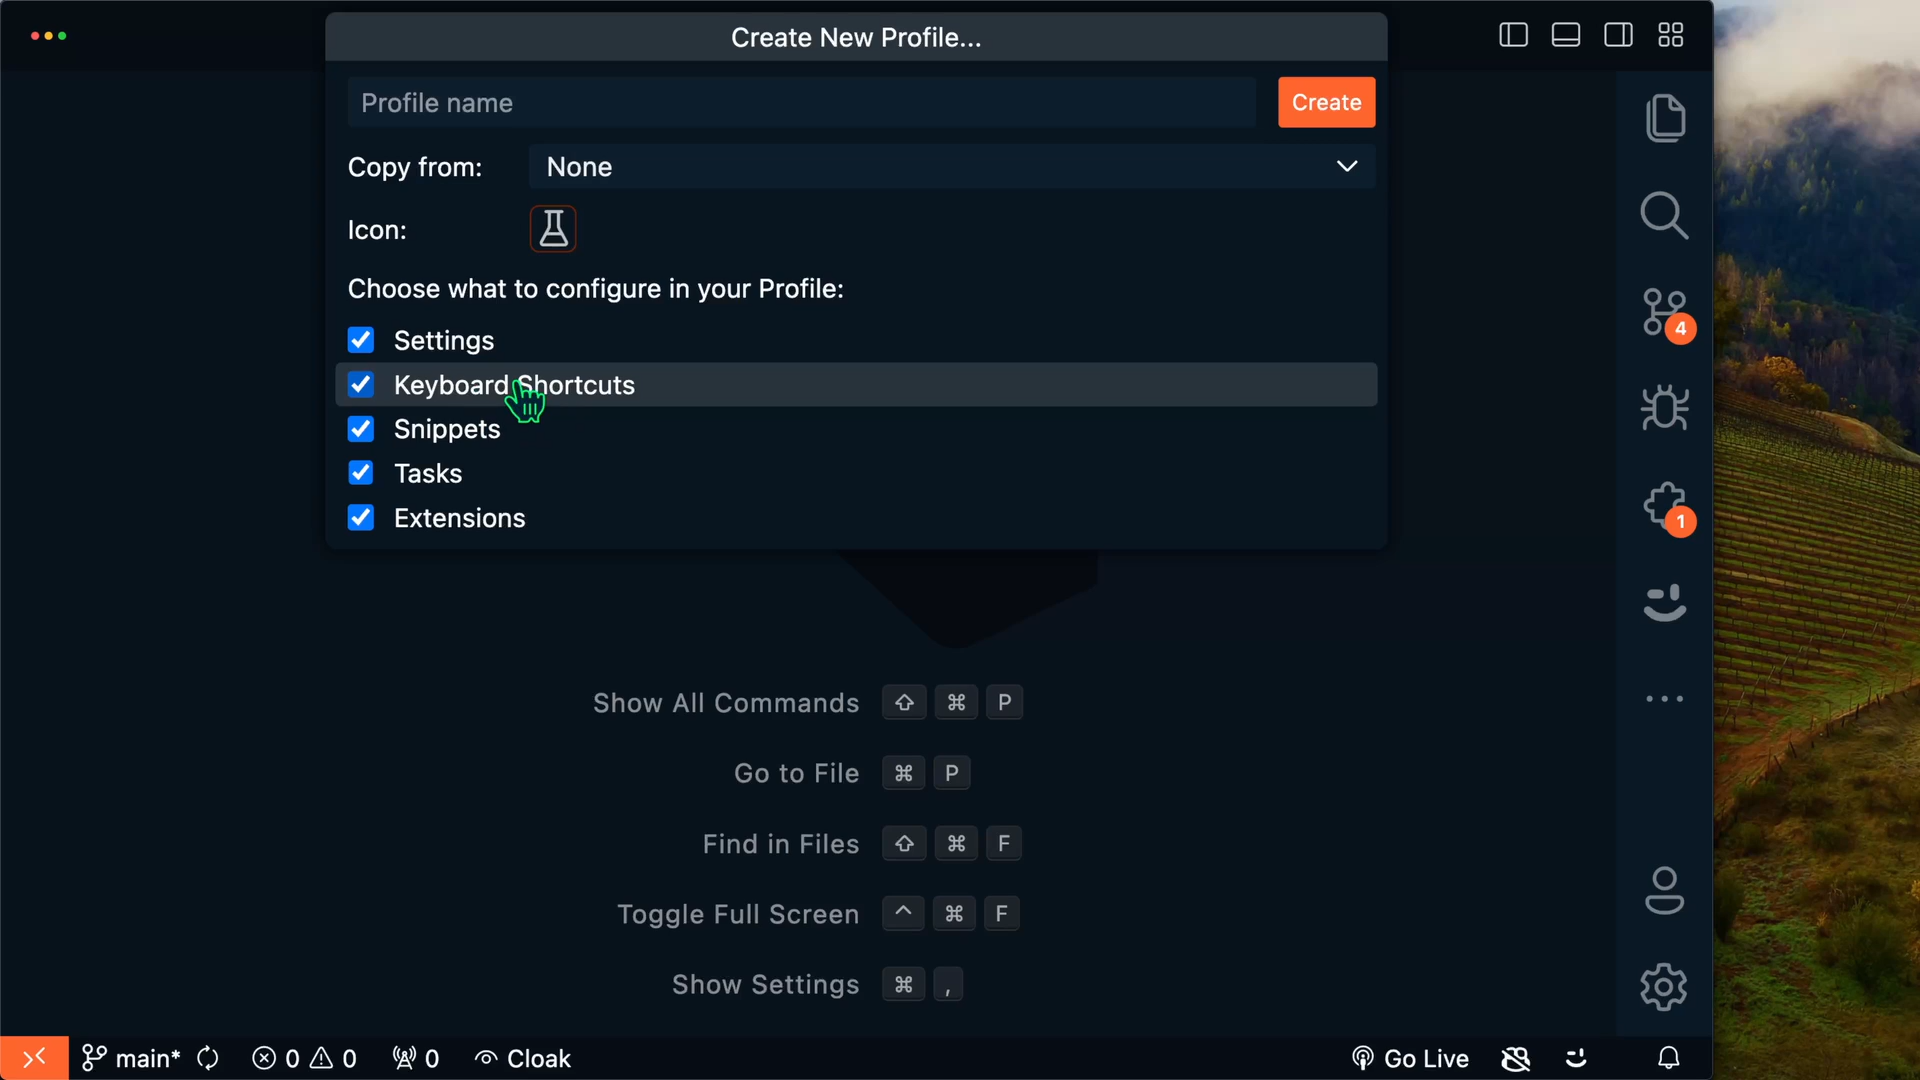 Create New Profile...
Profile name
Create
Copy from: None
Icon:
Choose what to configure in your Profile:
Settings
Keyboard Shortcuts
Snippets
Tasks
Extensions
4
1
Show All Commands ⇧ ⌘ P
Go to File ⌘ P
Find in Files ⇧ ⌘ F
Toggle Full Screen ^ ⌘ F
Show Settings ⌘ ,
main* 0 0 0 Cloak Go Live